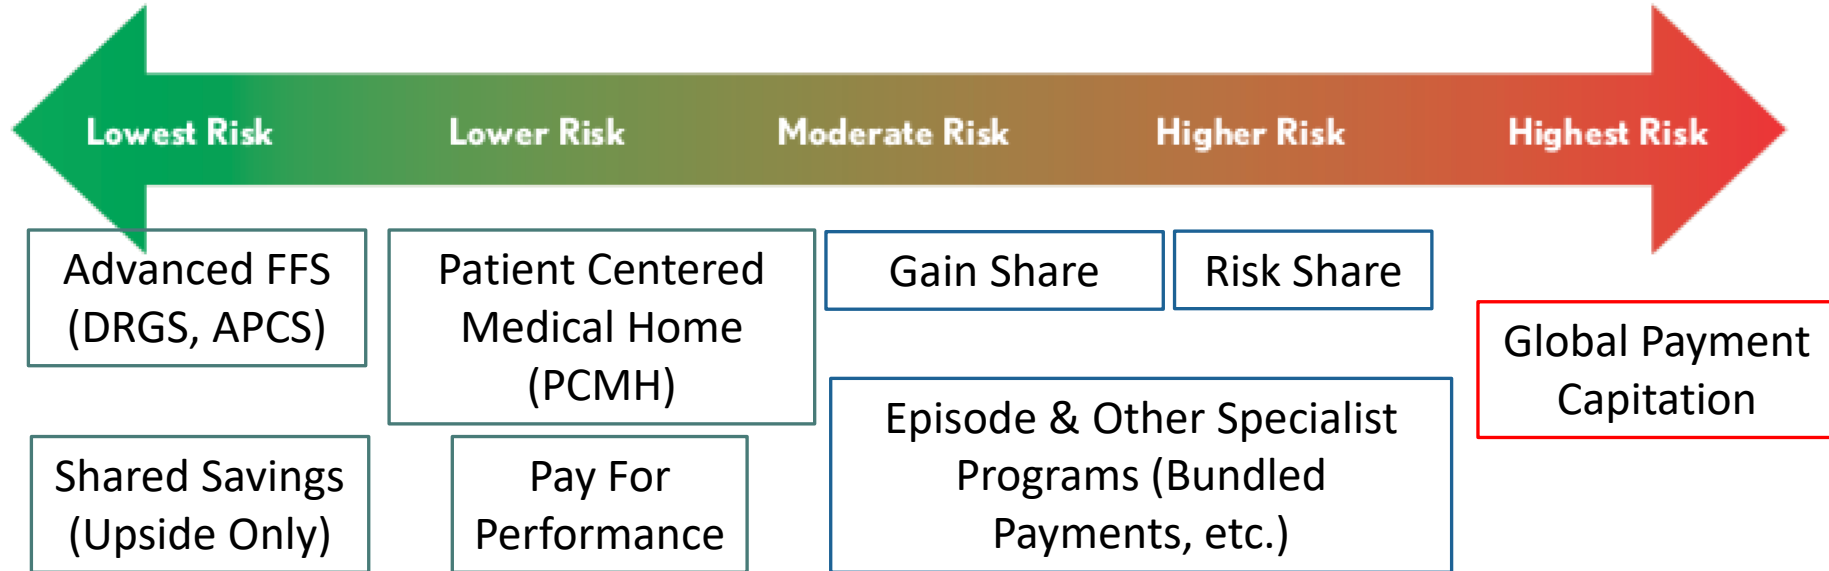 Lowest Risk
Lower Risk
Moderate Risk
Higher Risk
Highest Risk
Advanced FFS
(DRGS, APCS)
Patient Centered
Medical Home
(PCMH)
Gain Share
Risk Share
Global Payment
Capitation
Shared Savings
(Upside Only)
Pay For
Performance
Episode & Other Specialist
Programs (Bundled
Payments, etc.)